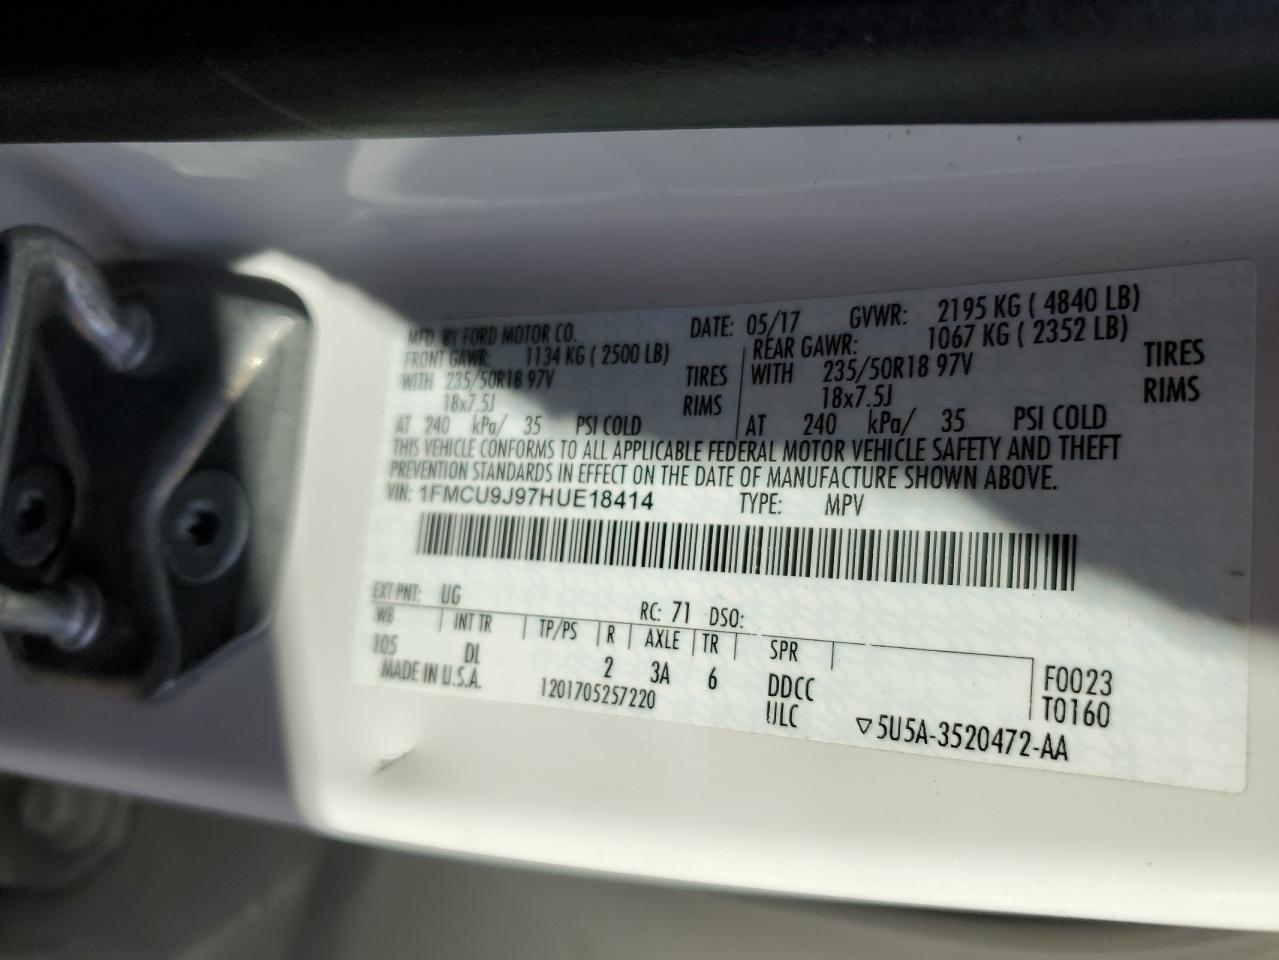 MFD. BY FORD MOTOR CO. DATE: 05/17 GVWR: 2195 KG ( 4840 LB)
FRONT GAWR: 1134 KG ( 2500 LB) REAR GAWR: 1067 KG ( 2352 LB)
WITH 235/50R18 97V TIRES WITH 235/50R18 97V TIRES
18x7.5J RIMS 18x7.5J RIMS
AT 240 kPa/ 35 PSI COLD AT 240 kPa/ 35 PSI COLD
THIS VEHICLE CONFORMS TO ALL APPLICABLE FEDERAL MOTOR VEHICLE SAFETY AND THEFT
PREVENTION STANDARDS IN EFFECT ON THE DATE OF MANUFACTURE SHOWN ABOVE.
VIN: 1FMCU9J97HUE18414 TYPE: MPV
EXT PNT: UG RC: 71 DSO:
WB INT TR TP/PS R AXLE TR SPR
105 DL 2 3A 6 DDCC F0023
MADE IN U.S.A. 1201705257220 ULC T0160
▽5U5A-3520472-AA